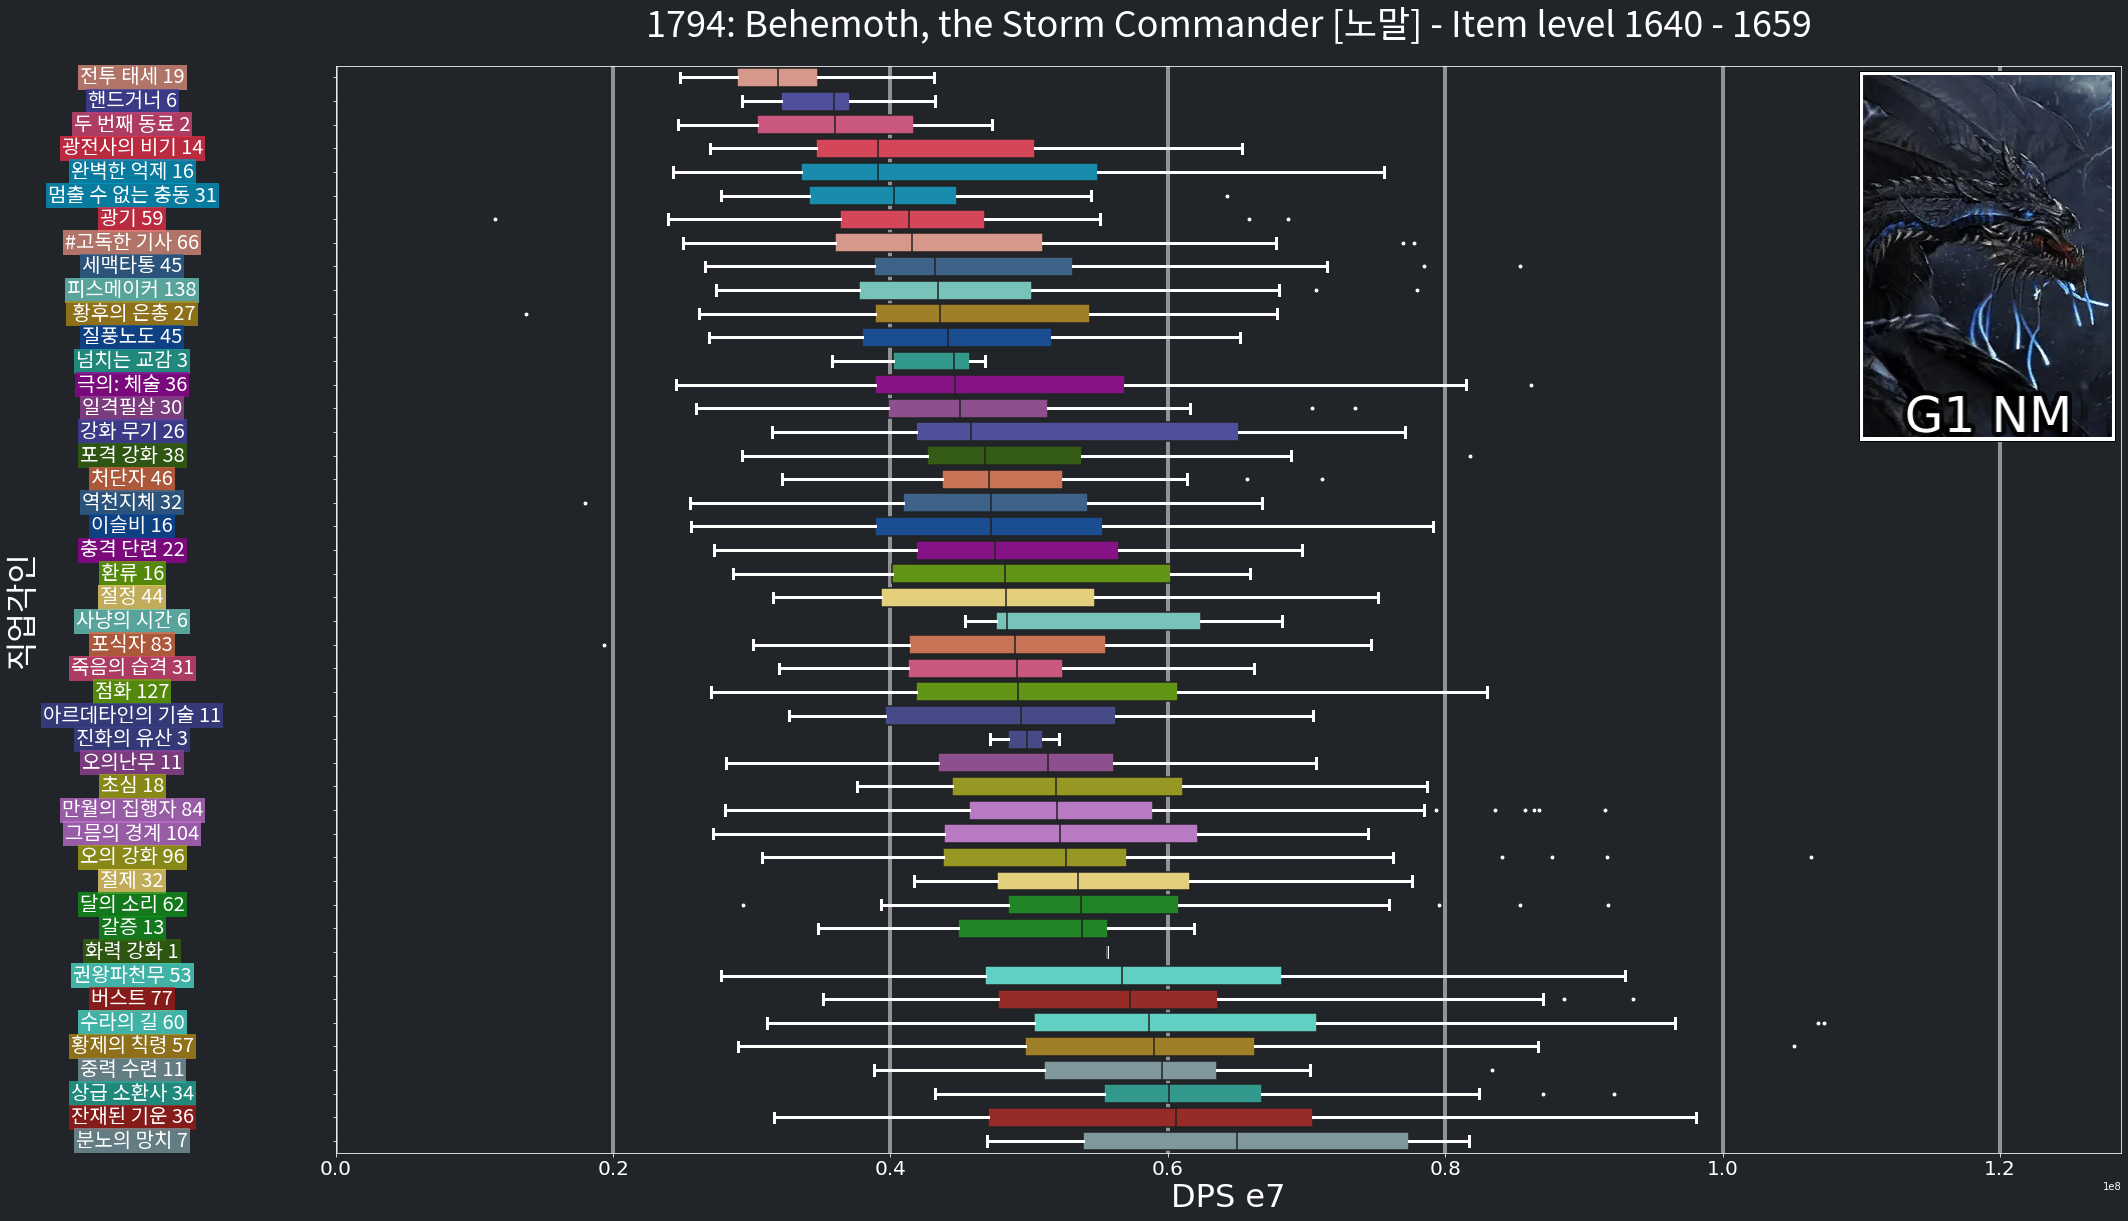 1794: Behemoth, the Storm Commander [노말] - Item level 1640 - 1659
전투 태세 19
핸드거너 6
두 번째 동료 2
광전사의 비기 14
완벽한 억제 16
멈출 수 없는 충동 31
광기 59
#고독한 기사 66
세맥타통 45
피스메이커 138
황후의 은총 27
질풍노도 45
넘치는 교감 3
극의: 체술 36
일격필살 30
강화 무기 26
포격 강화 38
처단자 46
역천지체 32
이슬비 16
충격 단련 22
환류 16
절정 44
사냥의 시간 6
포식자 83
죽음의 습격 31
점화 127
아르데타인의 기술 11
진화의 유산 3
오의난무 11
초심 18
만월의 집행자 84
그믐의 경계 104
오의 강화 96
절제 32
달의 소리 62
갈증 13
화력 강화 1
권왕파천무 53
버스트 77
수라의 길 60
황제의 칙령 57
중력 수련 11
상급 소환사 34
잔재된 기운 36
분노의 망치 7
직업각인
G1 NM
0.0 0.2 0.4 0.6 0.8 1.0 1.2
1e8
DPS e7